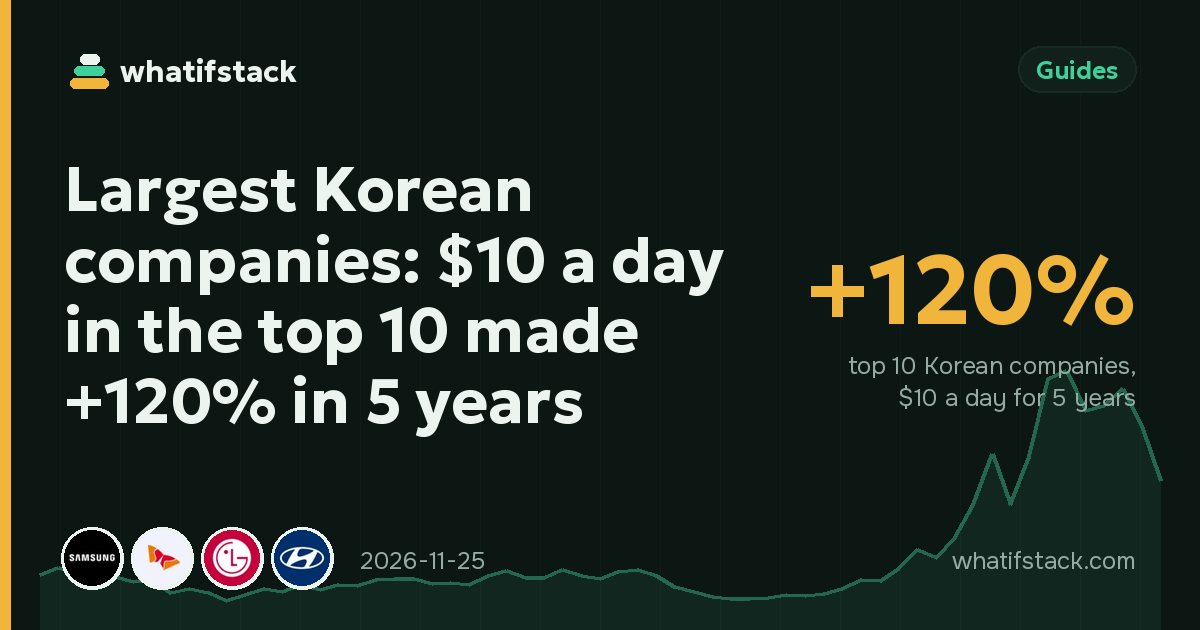 whatifstack
Guides
Largest Korean
companies: $10 a day
in the top 10 made
+120% in 5 years
+120%
top 10 Korean companies,
$10 a day for 5 years
SAMSUNG
LG
2026-11-25
whatifstack.com